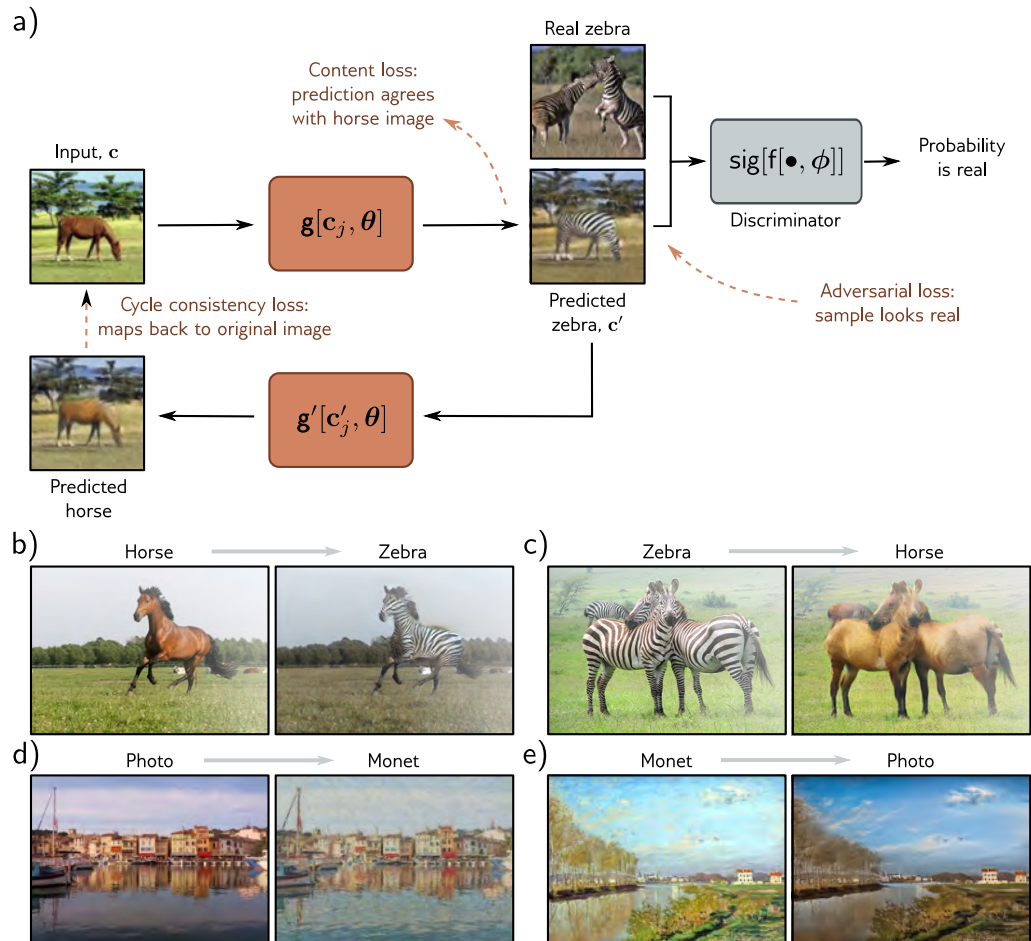 a)
Real zebra
Content loss:
prediction agrees
with horse image
Input, c
g[c_j, θ]
sig[f[•, ϕ]]
Probability
is real
Discriminator
Cycle consistency loss:
maps back to original image
Predicted
zebra, c′
Adversarial loss:
sample looks real
g′[c′_j, θ]
Predicted
horse
b)
Horse
Zebra
c)
Zebra
Horse
d)
Photo
Monet
e)
Monet
Photo